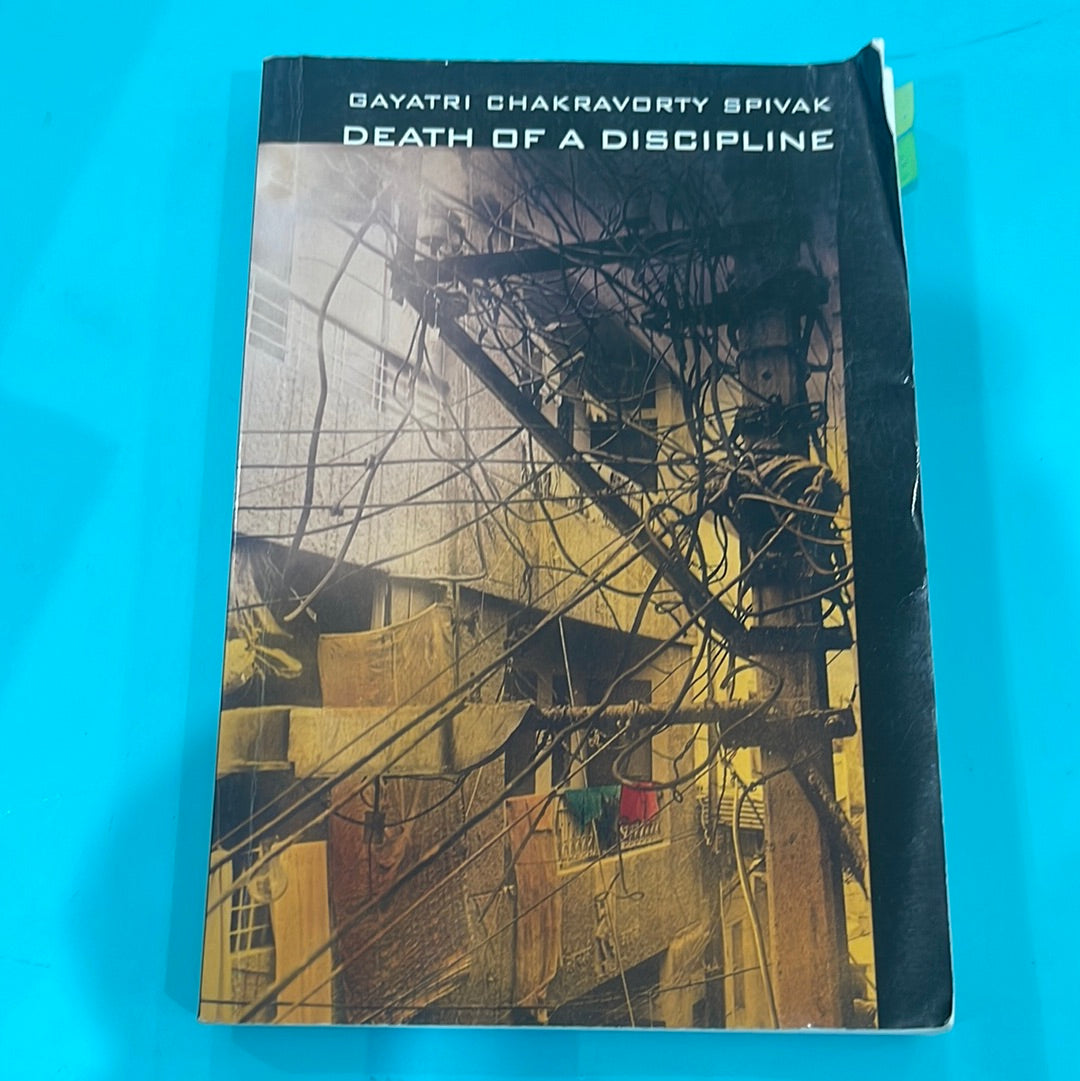 GAYATRI CHAKRAVORTY SPIVAK
DEATH OF A DISCIPLINE